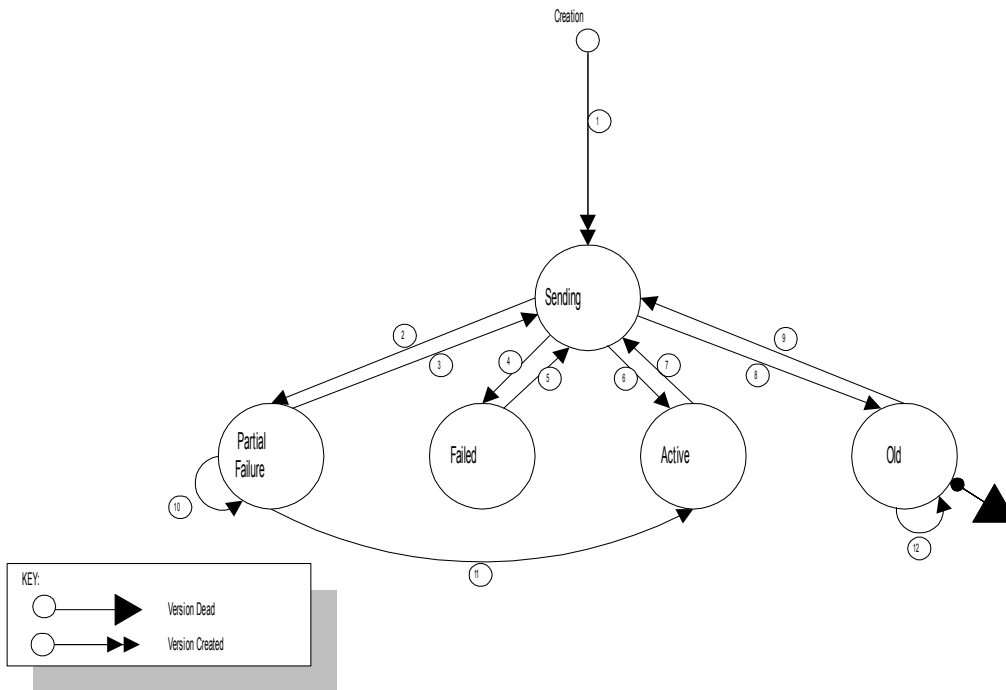 Creation
1
Sending
2
3
4
5
6
7
8
9
Partial
Failure
Failed
Active
Old
10
11
12
KEY:
Version Dead
Version Created